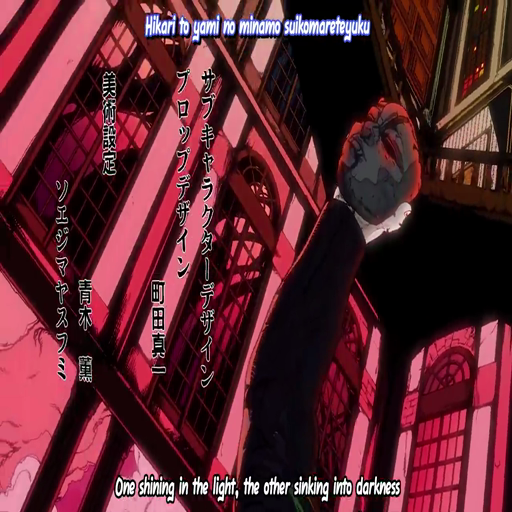 Hikari to yami no minamo suikomareteyuku
サブキャラクターデザイン
プロップデザイン
町田真一
美術設定
青木 薫
ソエジマヤスフミ
One shining in the light, the other sinking into darkness